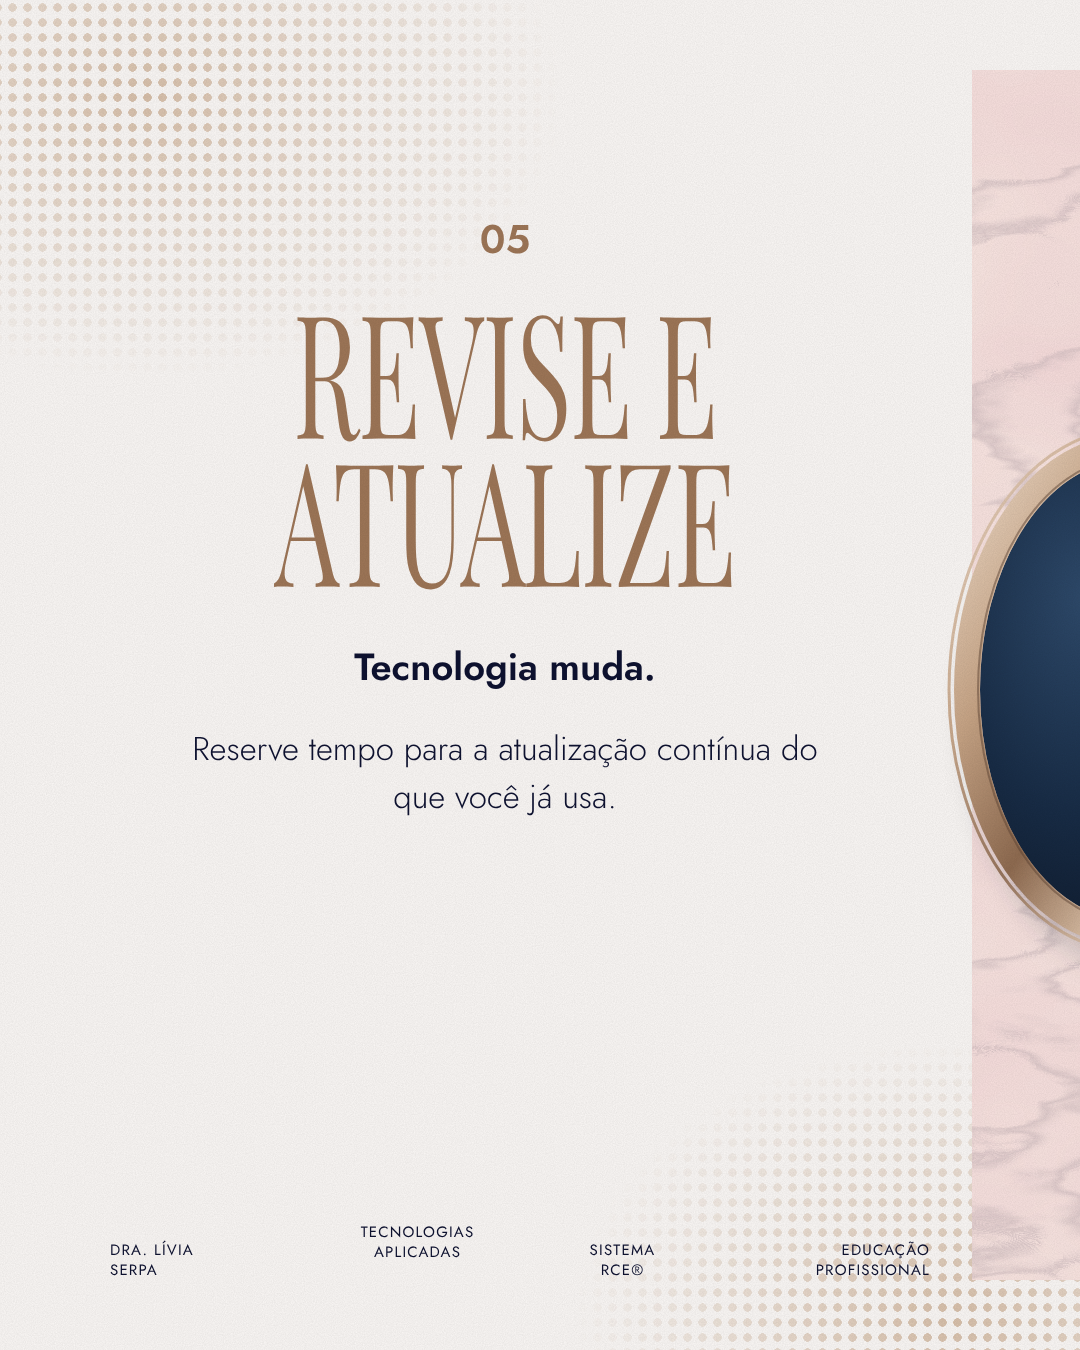 05
REVISE E
ATUALIZE
Tecnologia muda.
Reserve tempo para a atualização contínua do
que você já usa.
DRA. LÍVIA
SERPA
TECNOLOGIAS
APLICADAS
SISTEMA
RCE®
EDUCAÇÃO
PROFISSIONAL